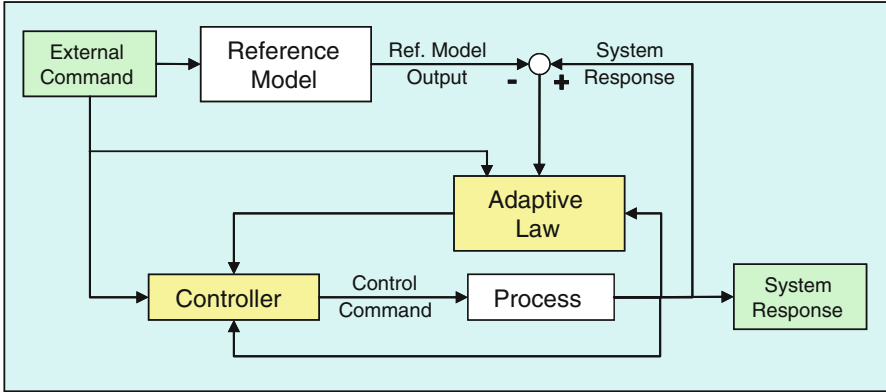 External
Command
Reference
Model
Ref. Model
Output
System
Response
- +
Adaptive
Law
Controller
Control
Command
Process
System
Response